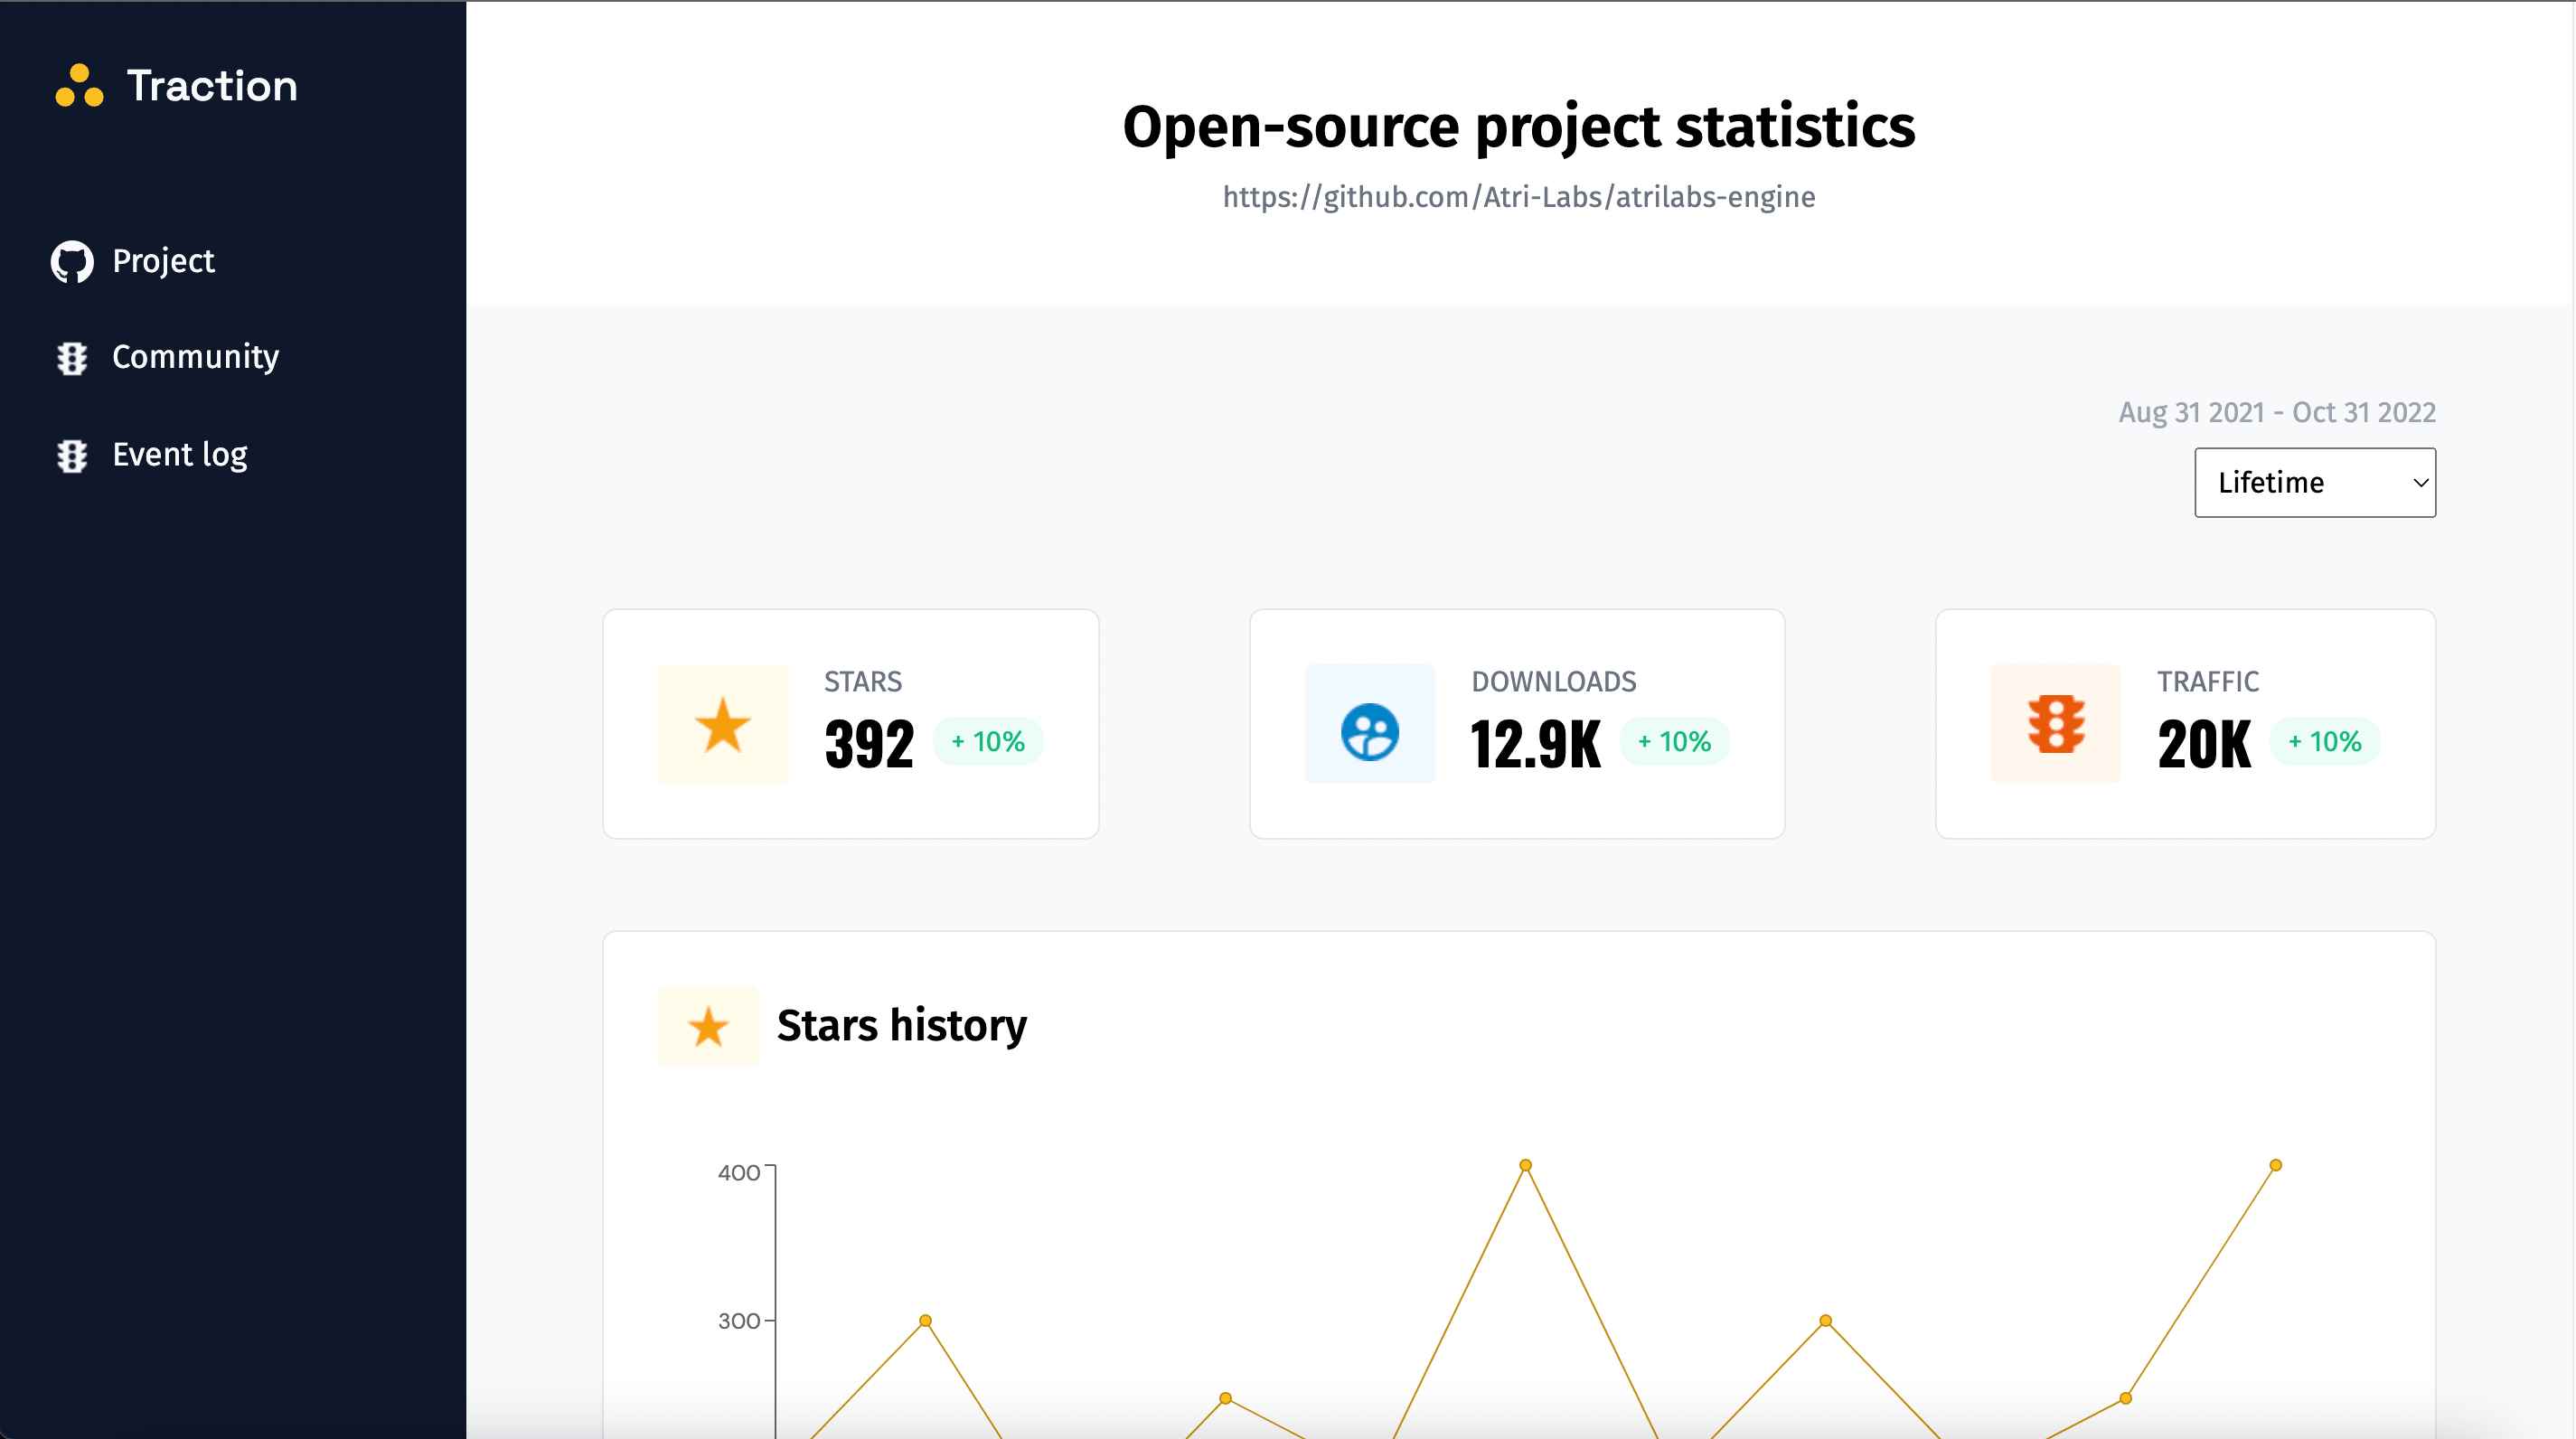 Traction
Project
Community
Event log
Open-source project statistics
https://github.com/Atri-Labs/atrilabs-engine
Aug 31 2021 - Oct 31 2022
Lifetime
STARS
392 + 10%
DOWNLOADS
12.9K + 10%
TRAFFIC
20K + 10%
Stars history
400
300